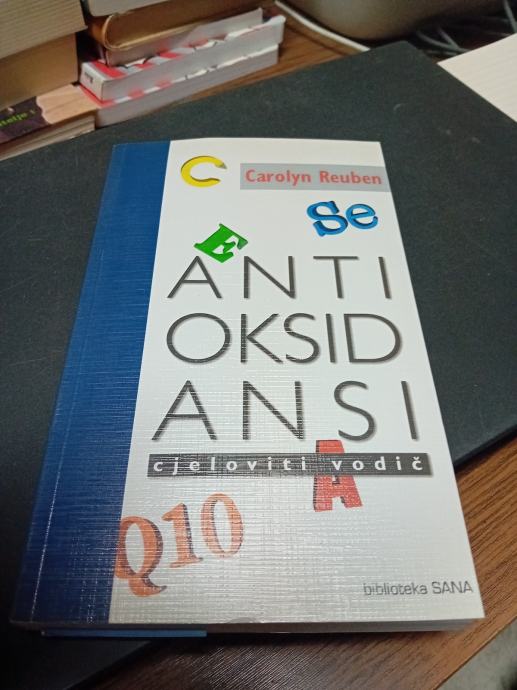 C
Carolyn Reuben
Se
E
ANTI
OKSID
ANSI
cjeloviti vodič
A
Q10
biblioteka SANA